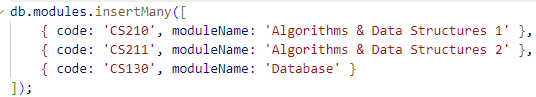 db.modules.insertMany([
{ code: 'CS210', moduleName: 'Algorithms & Data Structures 1' },
{ code: 'CS211', moduleName: 'Algorithms & Data Structures 2' },
{ code: 'CS130', moduleName: 'Database' }
]);